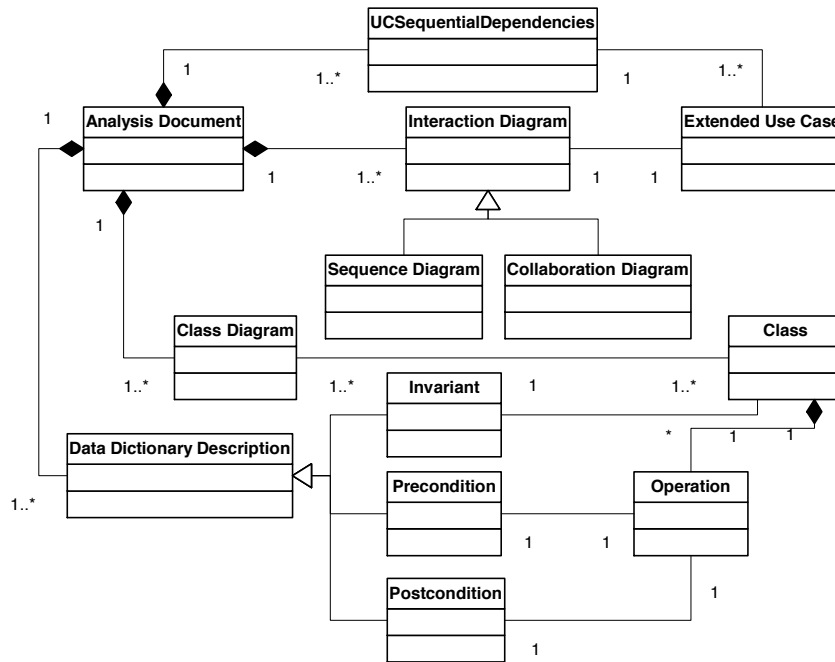 UCSequentialDependencies
1
1..*
1
1..*
1
Analysis Document
Interaction Diagram
Extended Use Case
1
1..*
1
1
1
Sequence Diagram
Collaboration Diagram
Class Diagram
Class
1..*
1..*
Invariant
1
1..*
Data Dictionary Description
*
1
1
1..*
Precondition
Operation
1
1
Postcondition
1
1